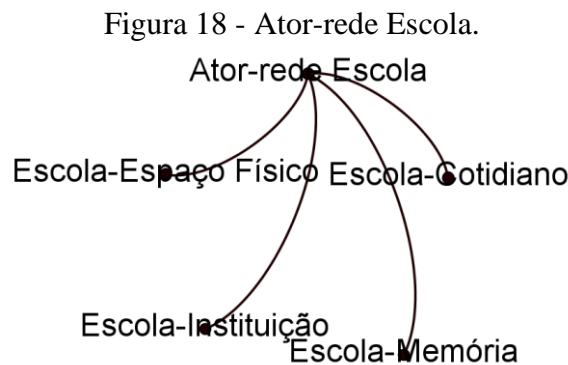 Figura 18 - Ator-rede Escola.
Ator-rede Escola
Escola-Espaço Físico
Escola-Cotidiano
Escola-Instituição
Escola-Memória